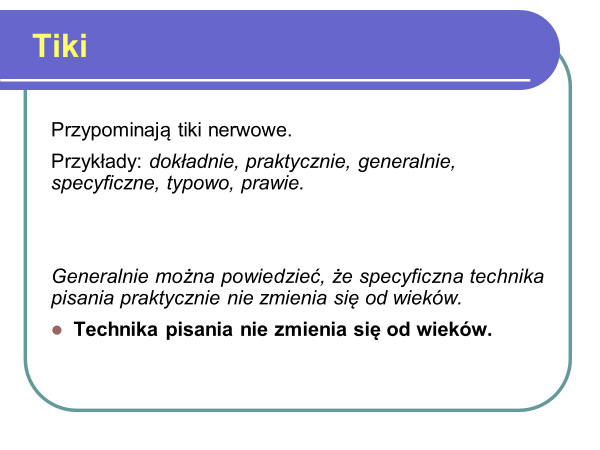 Tiki
Przypominają tiki nerwowe.
Przykłady: dokładnie, praktycznie, generalnie,
specyficzne, typowo, prawie.
Generalnie można powiedzieć, że specyficzna technika
pisania praktycznie nie zmienia się od wieków.
Technika pisania nie zmienia się od wieków.